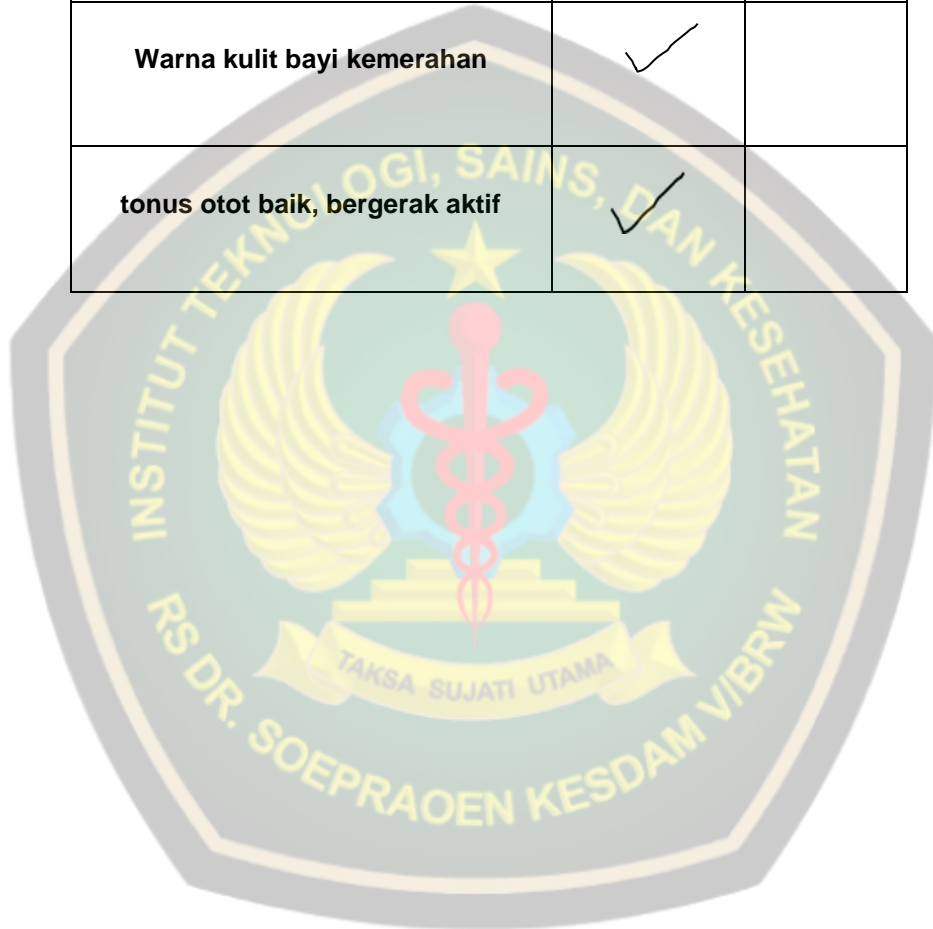 Warna kulit bayi kemerahan ✓
tonus otot baik, bergerak aktif ✓
INSTITUT TEKNOLOGI, SAINS, DAN KESEHATAN
TAKSA SUJATI UTAMA
RS DR. SOEPRAOEN KESDAM V/BRW